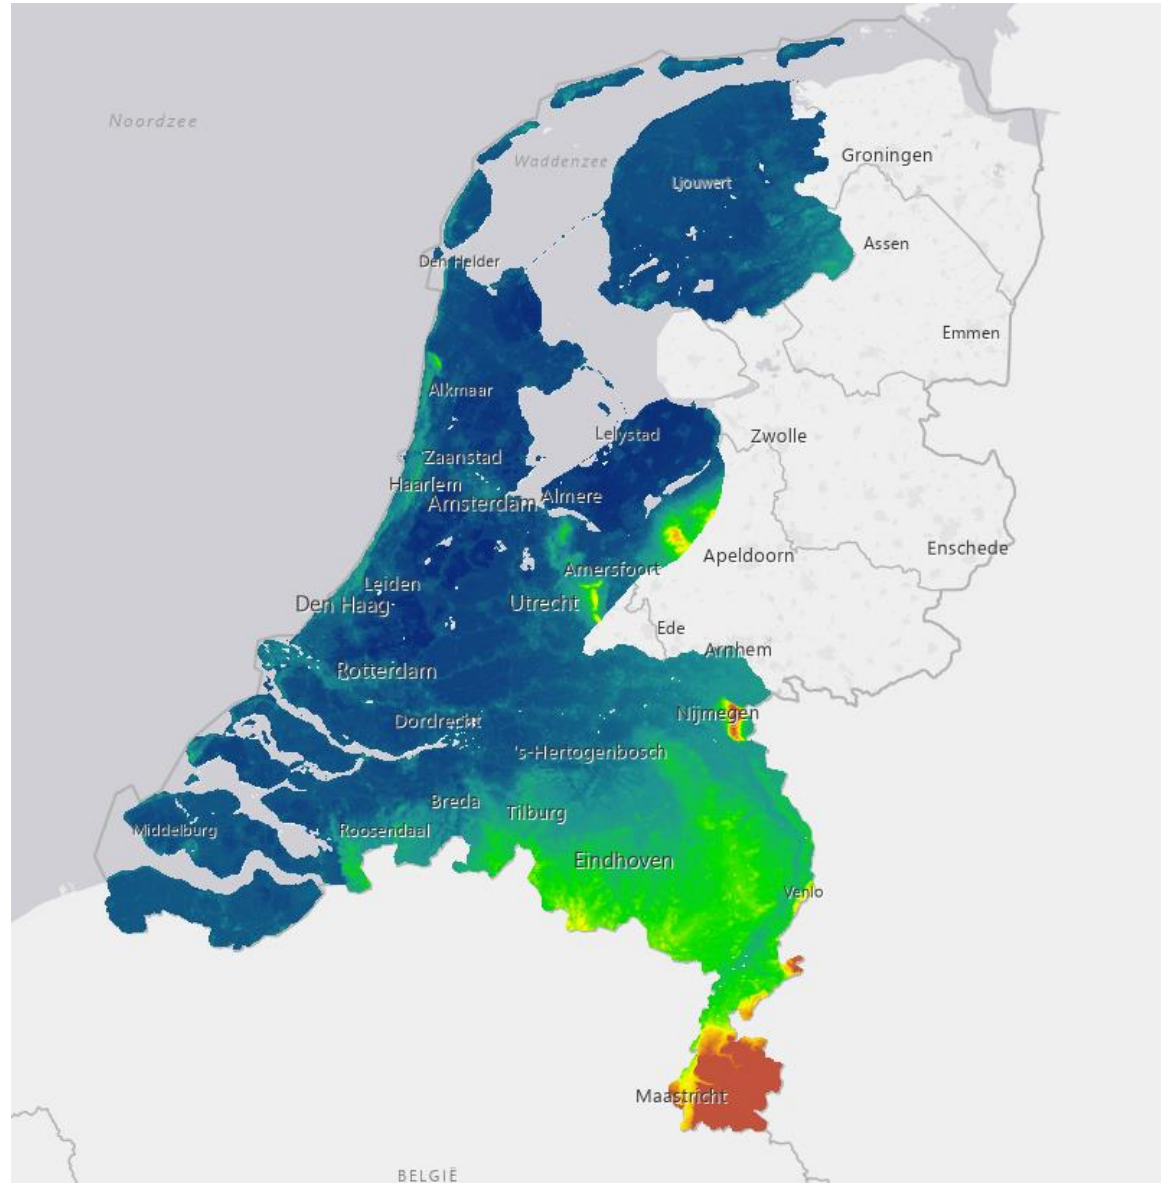 Noordzee
Waddenzee
Groningen
Ljouwert
Assen
Den Helder
Emmen
Alkmaar
Lelystad
Zwolle
Zaanstad
Haarlem
Amsterdam
Almere
Enschede
Apeldoorn
Amersfoort
Leiden
Den Haag
Utrecht
Ede
Arnhem
Rotterdam
Nijmegen
Dordrecht
's-Hertogenbosch
Breda
Tilburg
Middelburg
Roosendaal
Eindhoven
Venlo
Maastricht
BELGIË